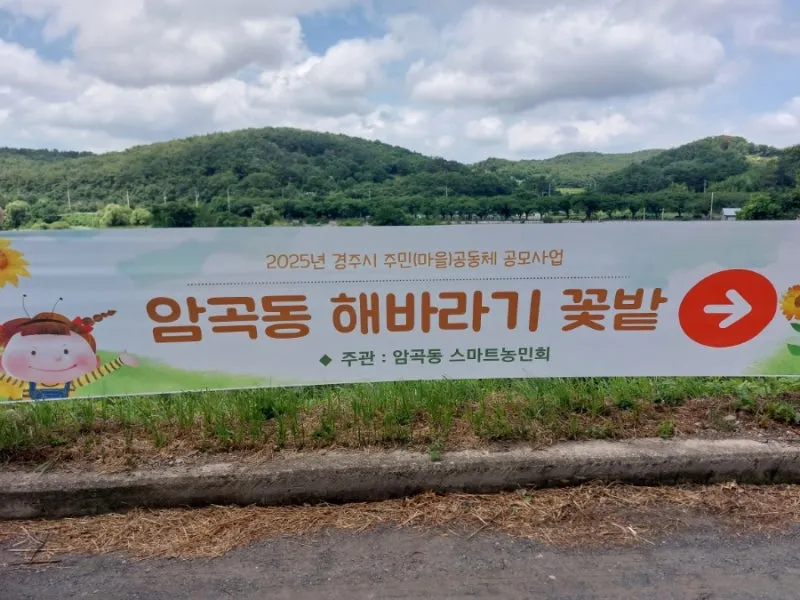 2025년 경주시 주민(마을)공동체 공모사업
암곡동 해바라기 꽃밭
◆ 주관 : 암곡동 스마트농민회